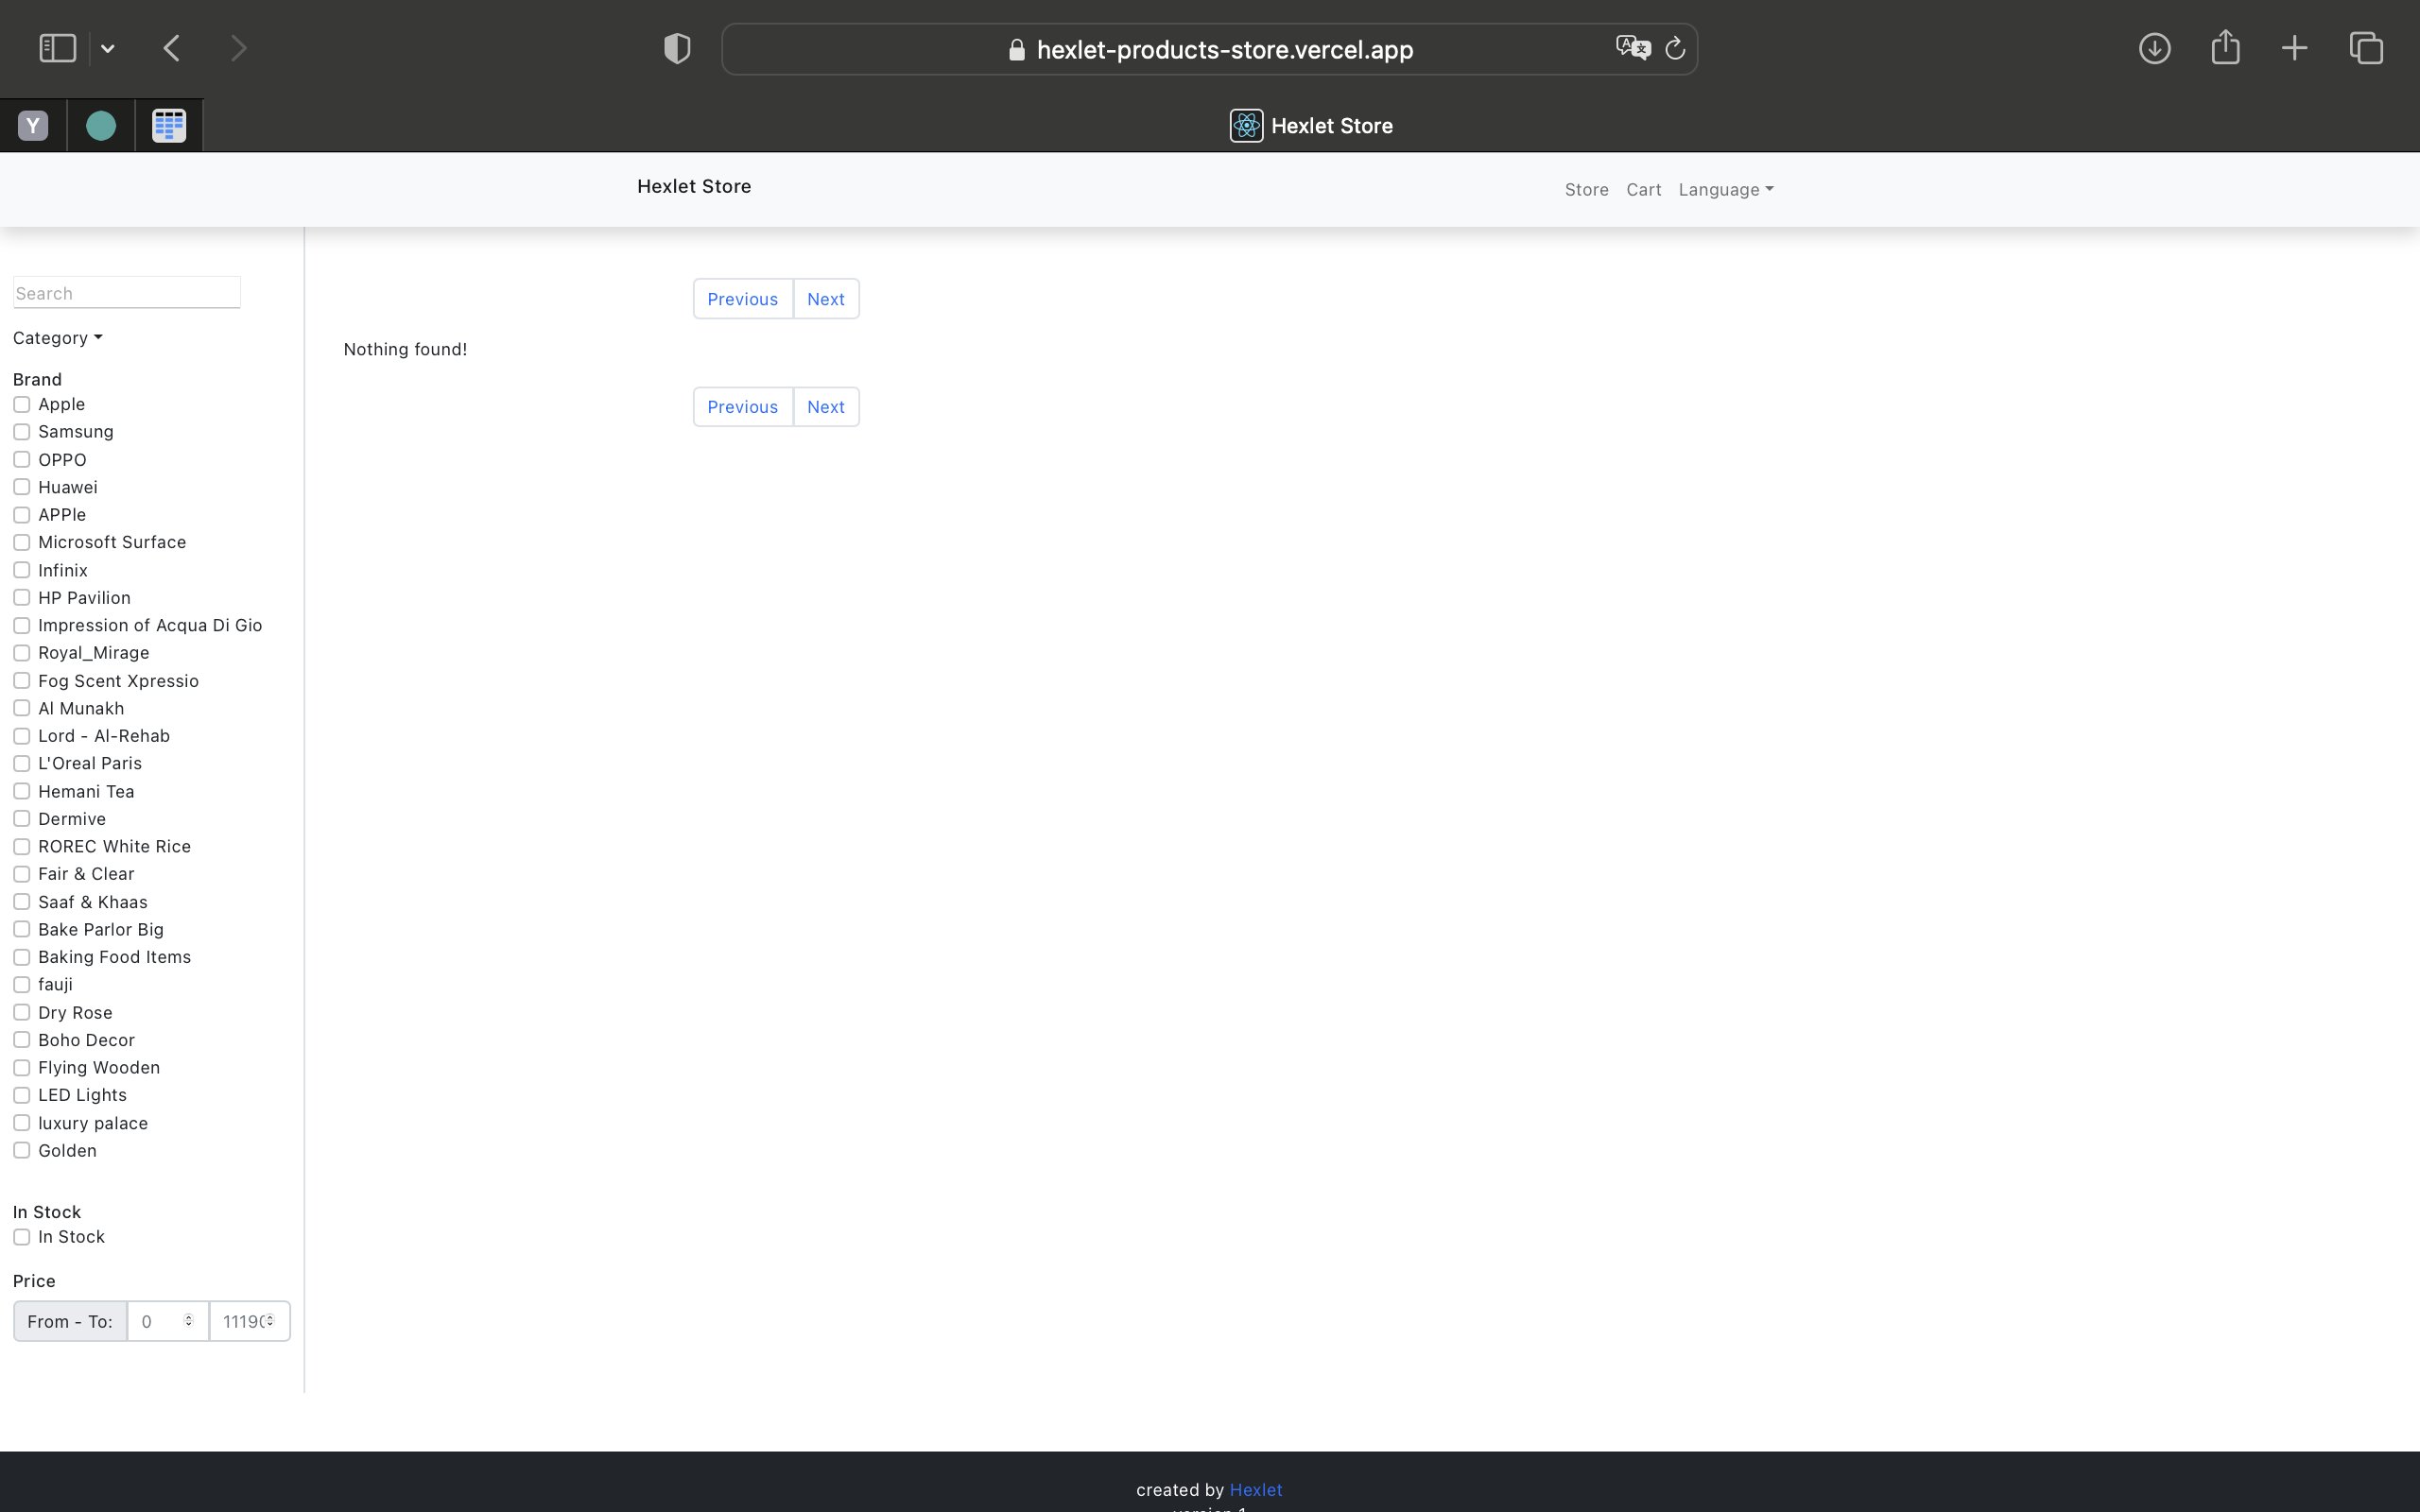 hexlet-products-store.vercel.app
Y
Hexlet Store
Hexlet Store
Store Cart Language
Search
Category
Brand
Apple
Samsung
OPPO
Huawei
APPle
Microsoft Surface
Infinix
HP Pavilion
Impression of Acqua Di Gio
Royal_Mirage
Fog Scent Xpressio
Al Munakh
Lord - Al-Rehab
L'Oreal Paris
Hemani Tea
Dermive
ROREC White Rice
Fair & Clear
Saaf & Khaas
Bake Parlor Big
Baking Food Items
fauji
Dry Rose
Boho Decor
Flying Wooden
LED Lights
luxury palace
Golden
In Stock
In Stock
Price
From - To: 0 1119
Previous Next
Nothing found!
Previous Next
created by Hexlet
version 1